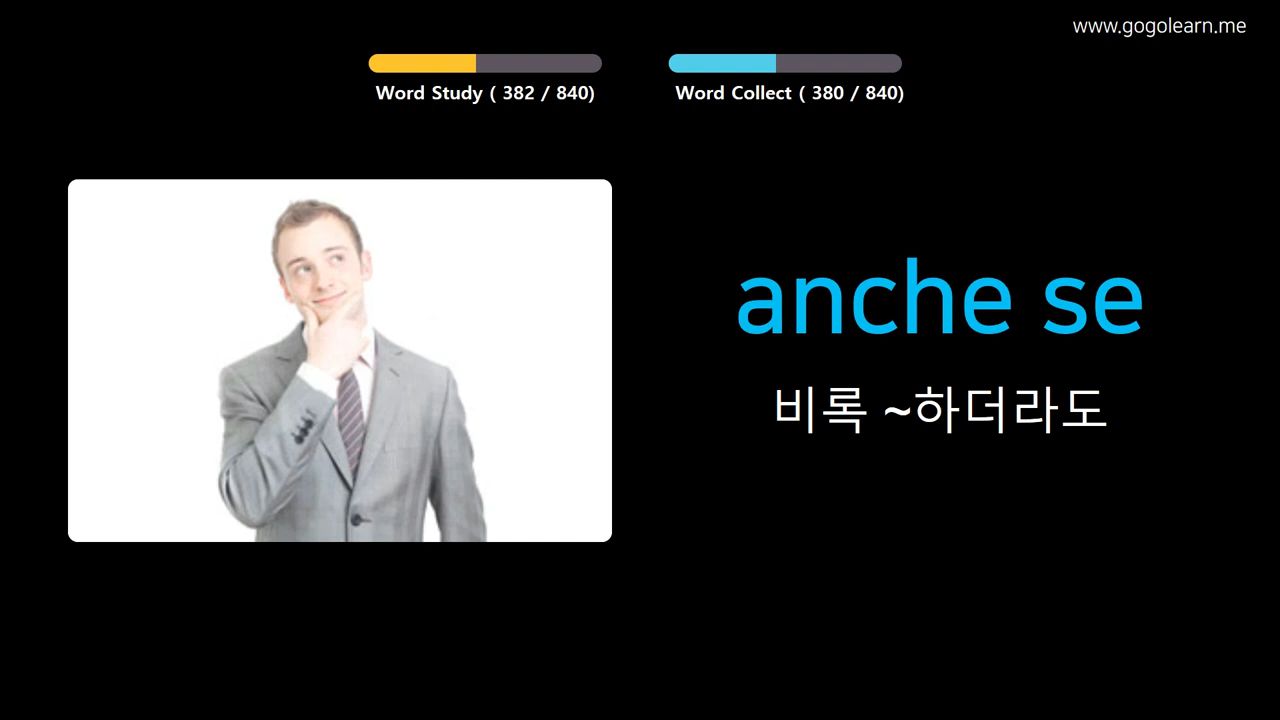 www.gogolearn.me
Word Study ( 382 / 840)
Word Collect ( 380 / 840)
anche se
비록 ~하더라도